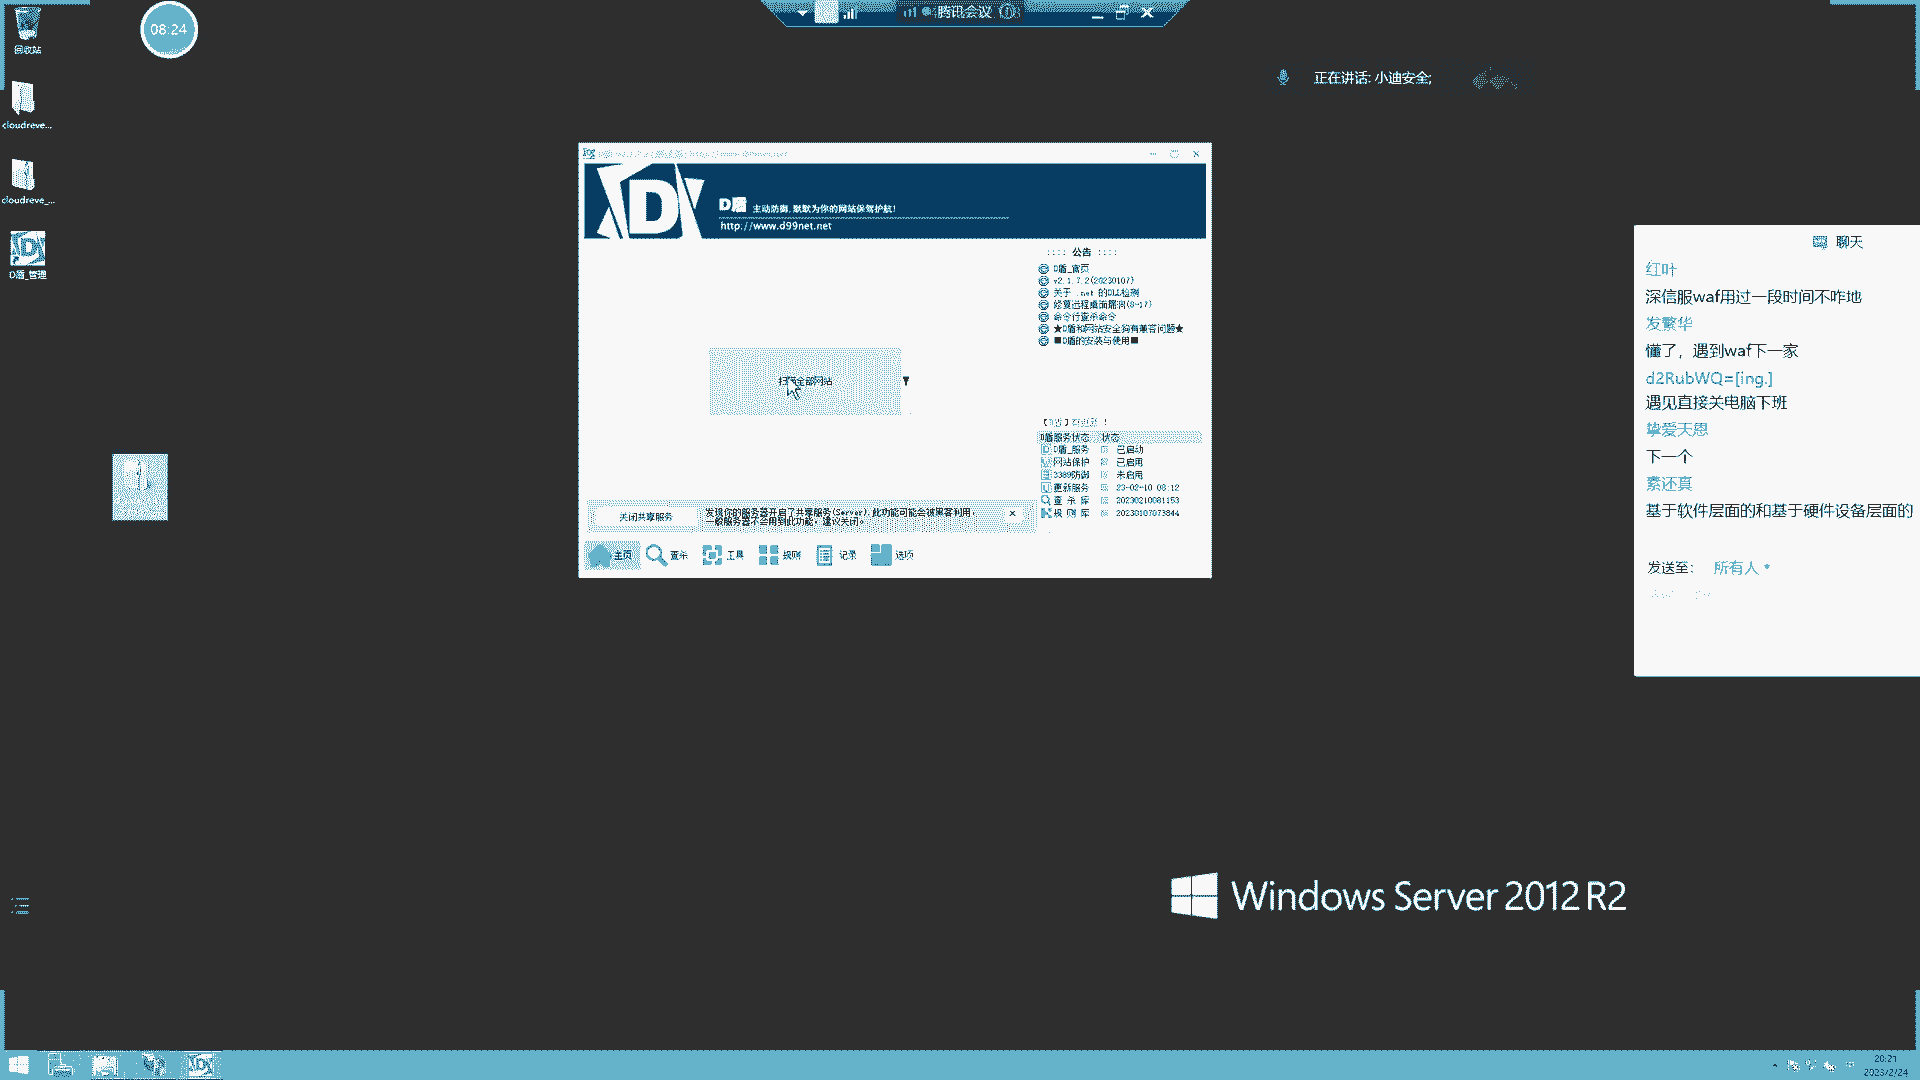 回收站
08:24
腾讯会议
正在讲话: 小迪安全;
cloudreve...
cloudreve_...
D盾_管理
D盾 主动防御,默默为你的网站保驾护航!
http://www.d99net.net
:::: 公告 ::::
D盾_官页
v2.1.7.2(20230107)
关于 .net 的DLL检测
修复进程桌面漏洞(8-17)
命令行查杀命令
★D盾和网站安全狗有兼容问题★
■D盾的安装与使用■
扫描全部网站
D盾服务状态 状态
D盾_服务 已启动
网站保护 已启用
3389防御 未启用
更新服务 23-02-10 08:12
查 杀 库 20230210081153
规 则 库 20230107073844
关闭共享服务
发现你的服务器开启了共享服务(Server),此功能可能会被黑客利用,
一般服务器不会用到此功能,建议关闭。
主页 查杀 工具 规则 记录 选项
聊天
红叶
深信服waf用过一段时间不咋地
发繁华
懂了，遇到waf下一家
d2RubWQ=[ing.]
遇见直接关电脑下班
挚爱天恩
下一个
素还真
基于软件层面的和基于硬件设备层面的
发送至： 所有人
Windows Server 2012 R2
20:21
2023/2/24